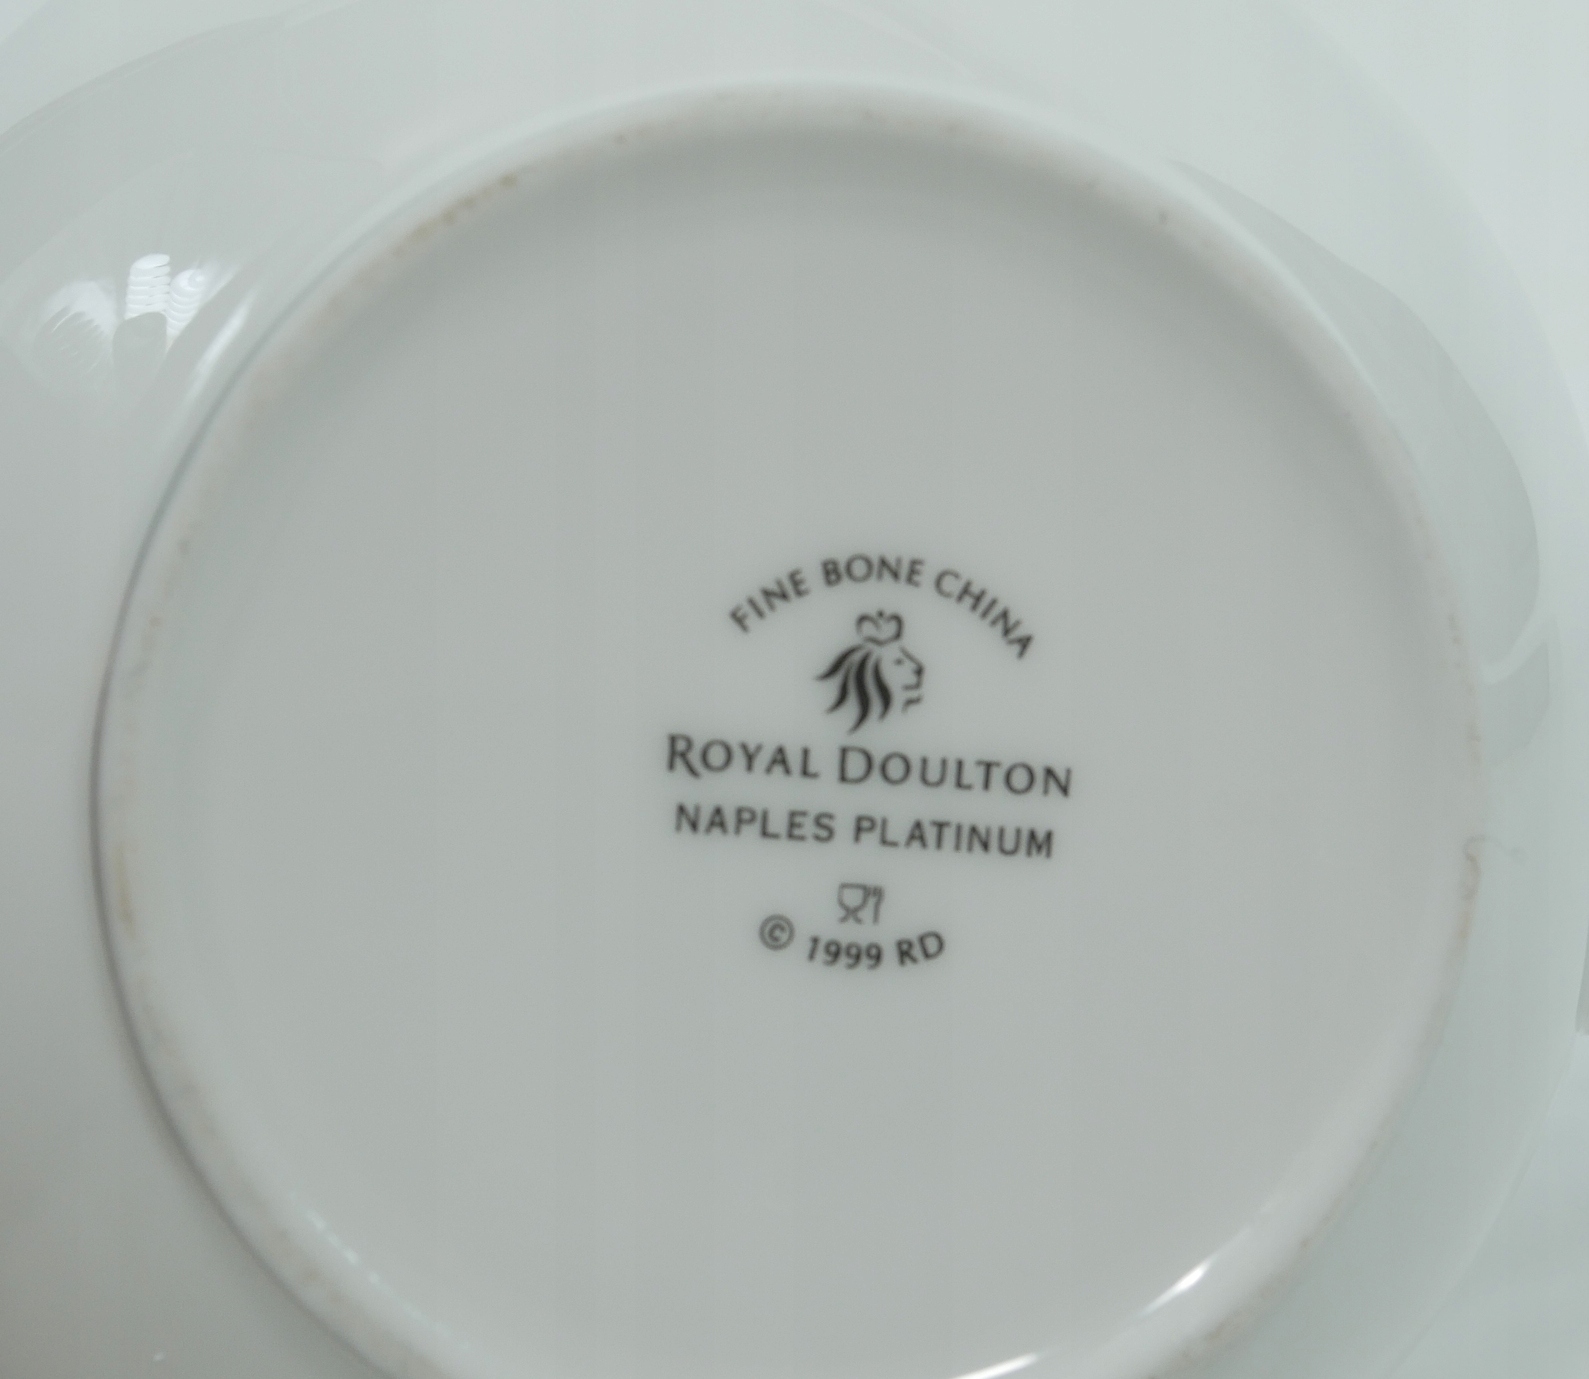 FINE BONE CHINA
ROYAL DOULTON
NAPLES PLATINUM
© 1999 RD